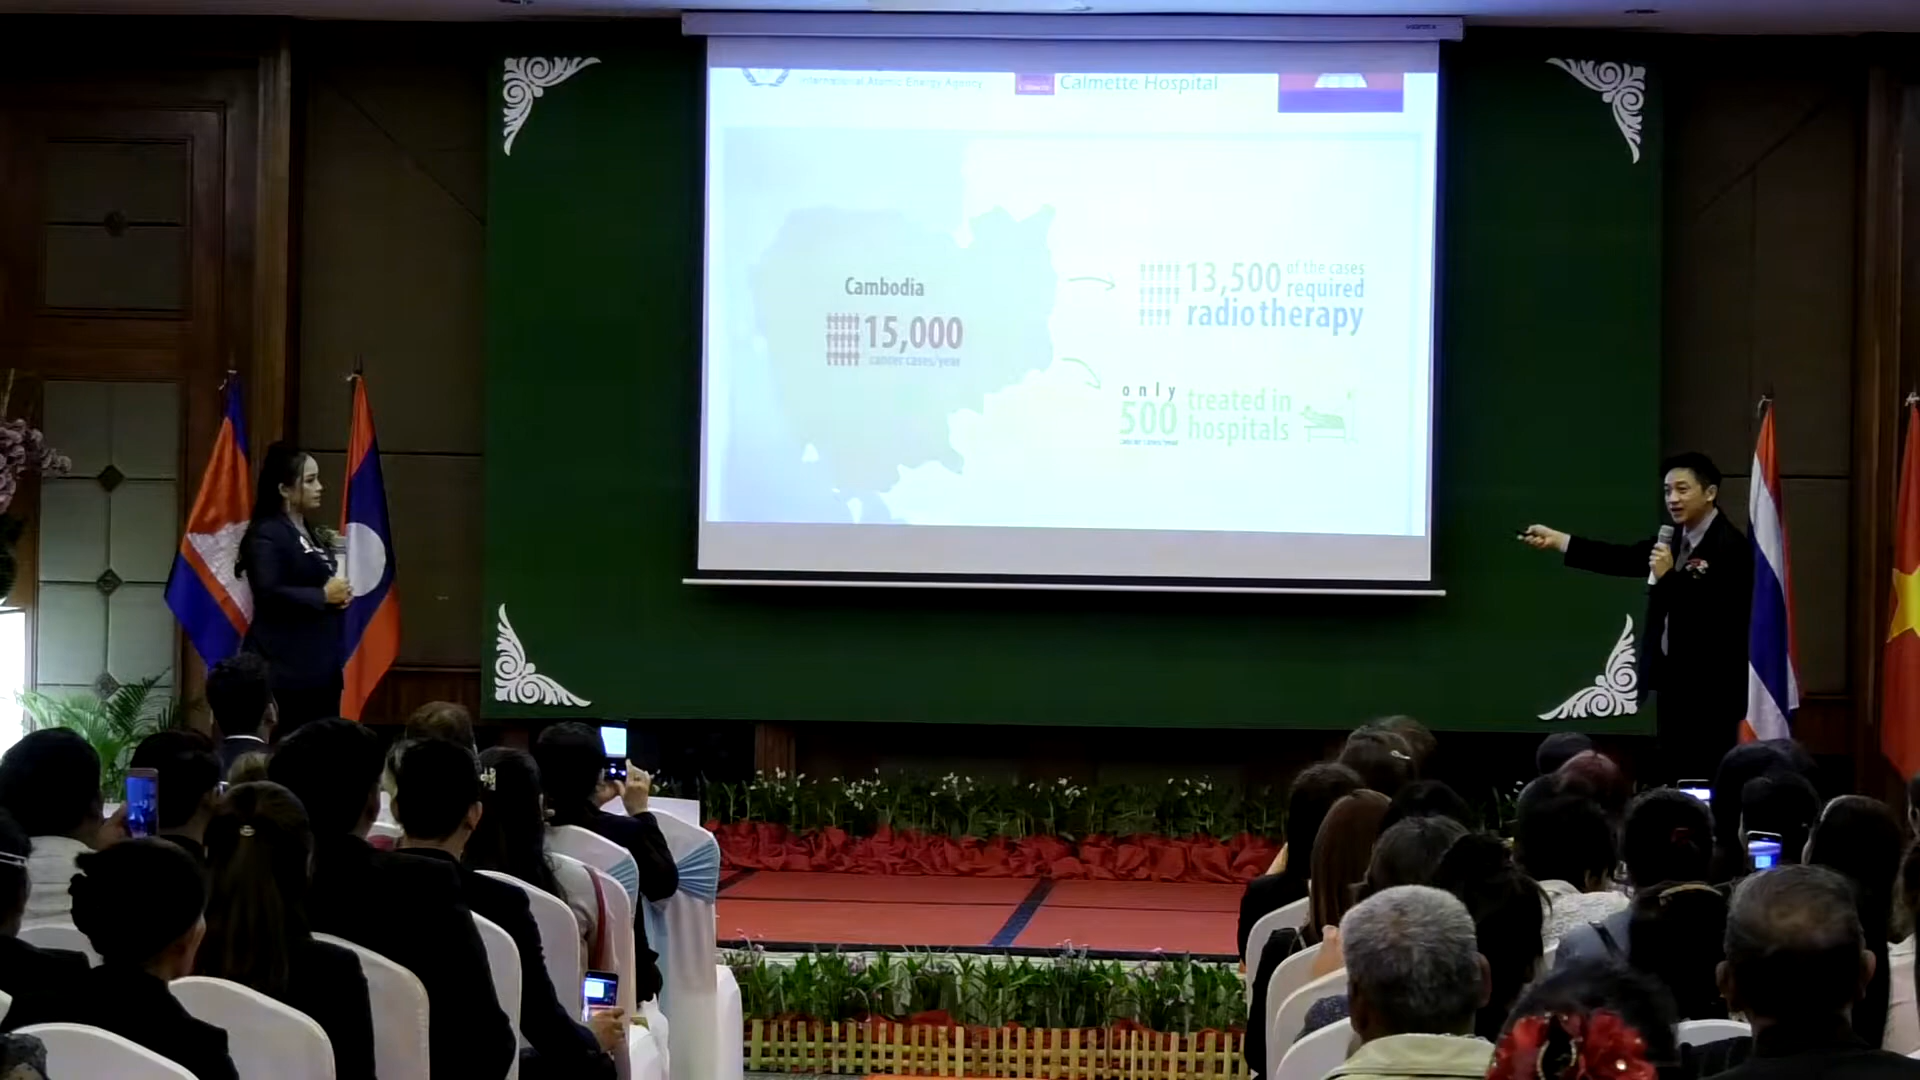 International Atomic Energy Agency
Calmette Hospital
Cambodia
15,000
cancer cases/year
13,500 of the cases
required
radiotherapy
only
500 treated in
hospitals